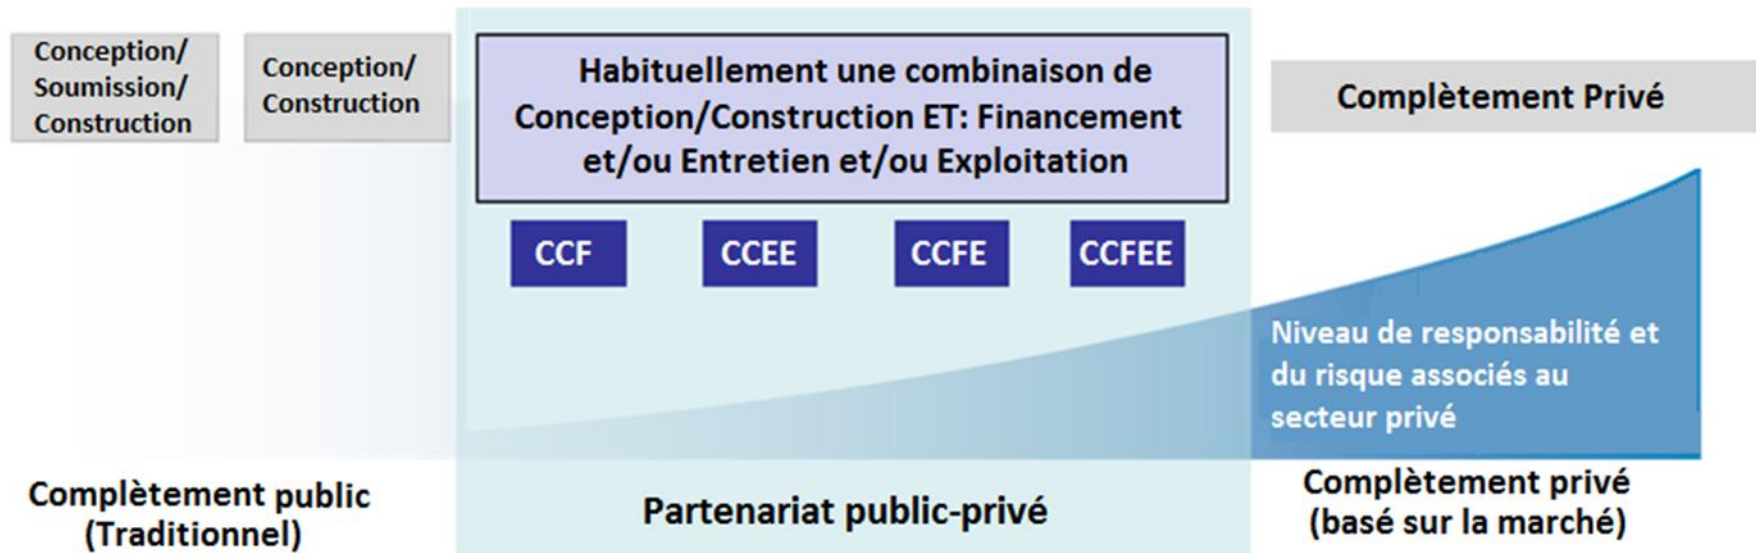 Conception/
Soumission/
Construction
Conception/
Construction
Habituellement une combinaison de
Conception/Construction ET: Financement
et/ou Entretien et/ou Exploitation
Complètement Privé
CCF
CCEE
CCFE
CCFEE
Niveau de responsabilité et
du risque associés au
secteur privé
Complètement public
(Traditionnel)
Partenariat public-privé
Complètement privé
(basé sur la marché)